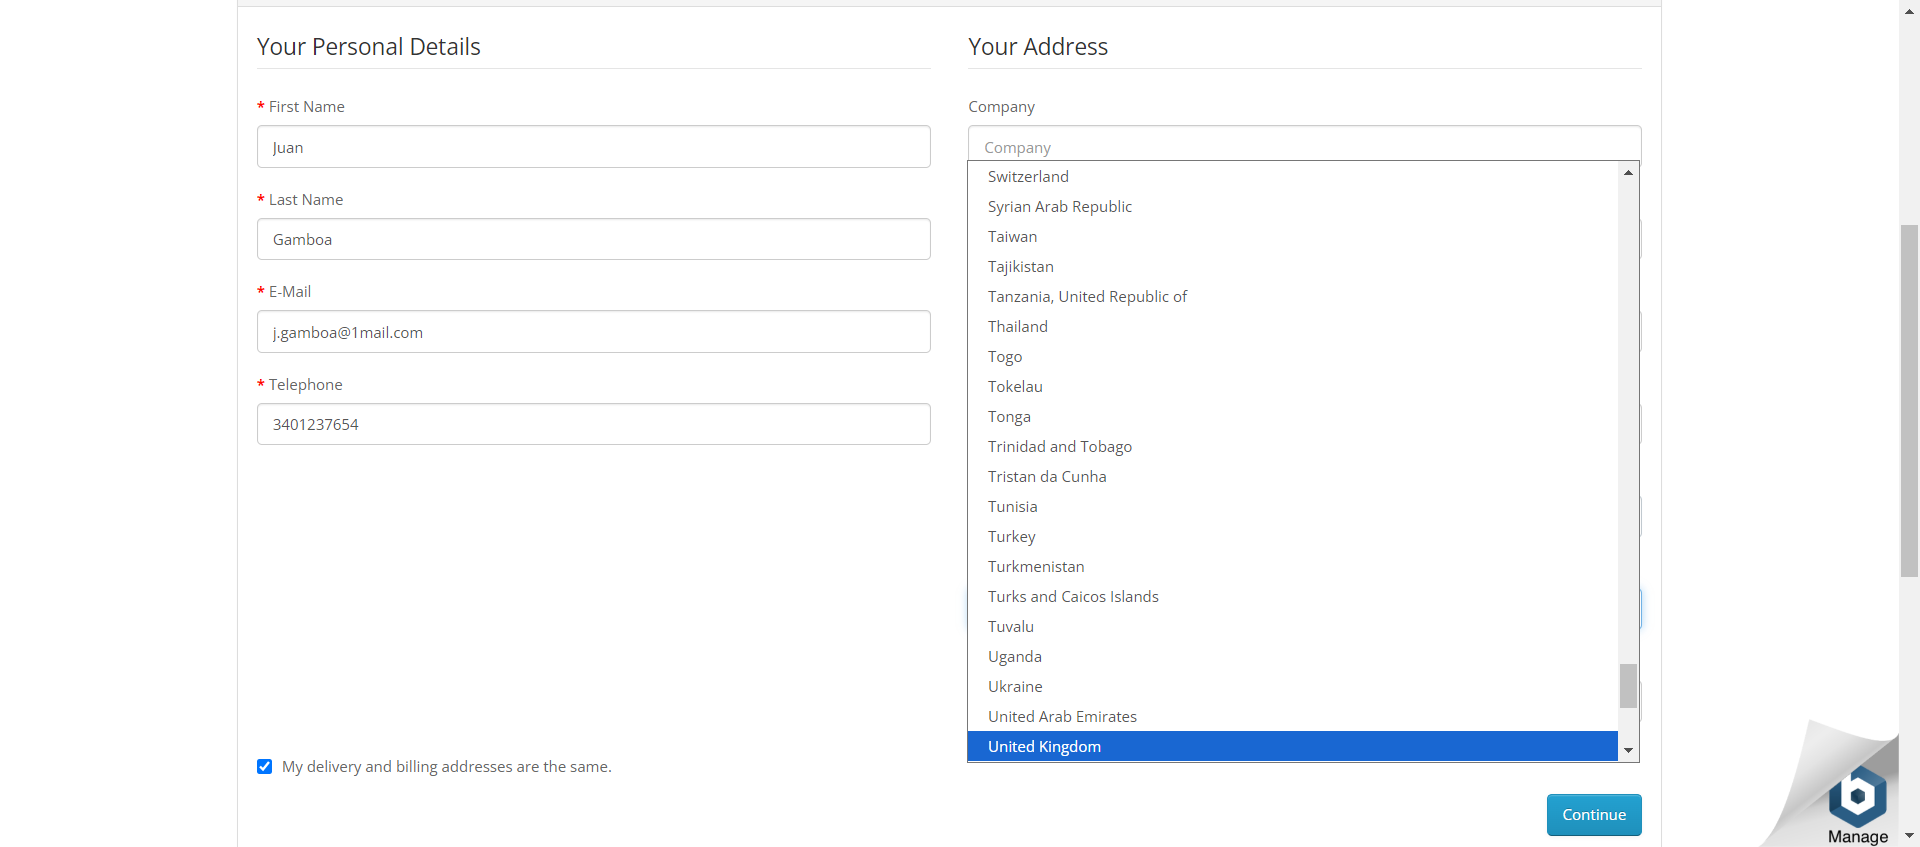 Your Personal Details
* First Name
Juan
* Last Name
Gamboa
* E-Mail
j.gamboa@1mail.com
* Telephone
3401237654
My delivery and billing addresses are the same.
Your Address
Company
Company
Switzerland
Syrian Arab Republic
Taiwan
Tajikistan
Tanzania, United Republic of
Thailand
Togo
Tokelau
Tonga
Trinidad and Tobago
Tristan da Cunha
Tunisia
Turkey
Turkmenistan
Turks and Caicos Islands
Tuvalu
Uganda
Ukraine
United Arab Emirates
United Kingdom
Continue
b
Manage